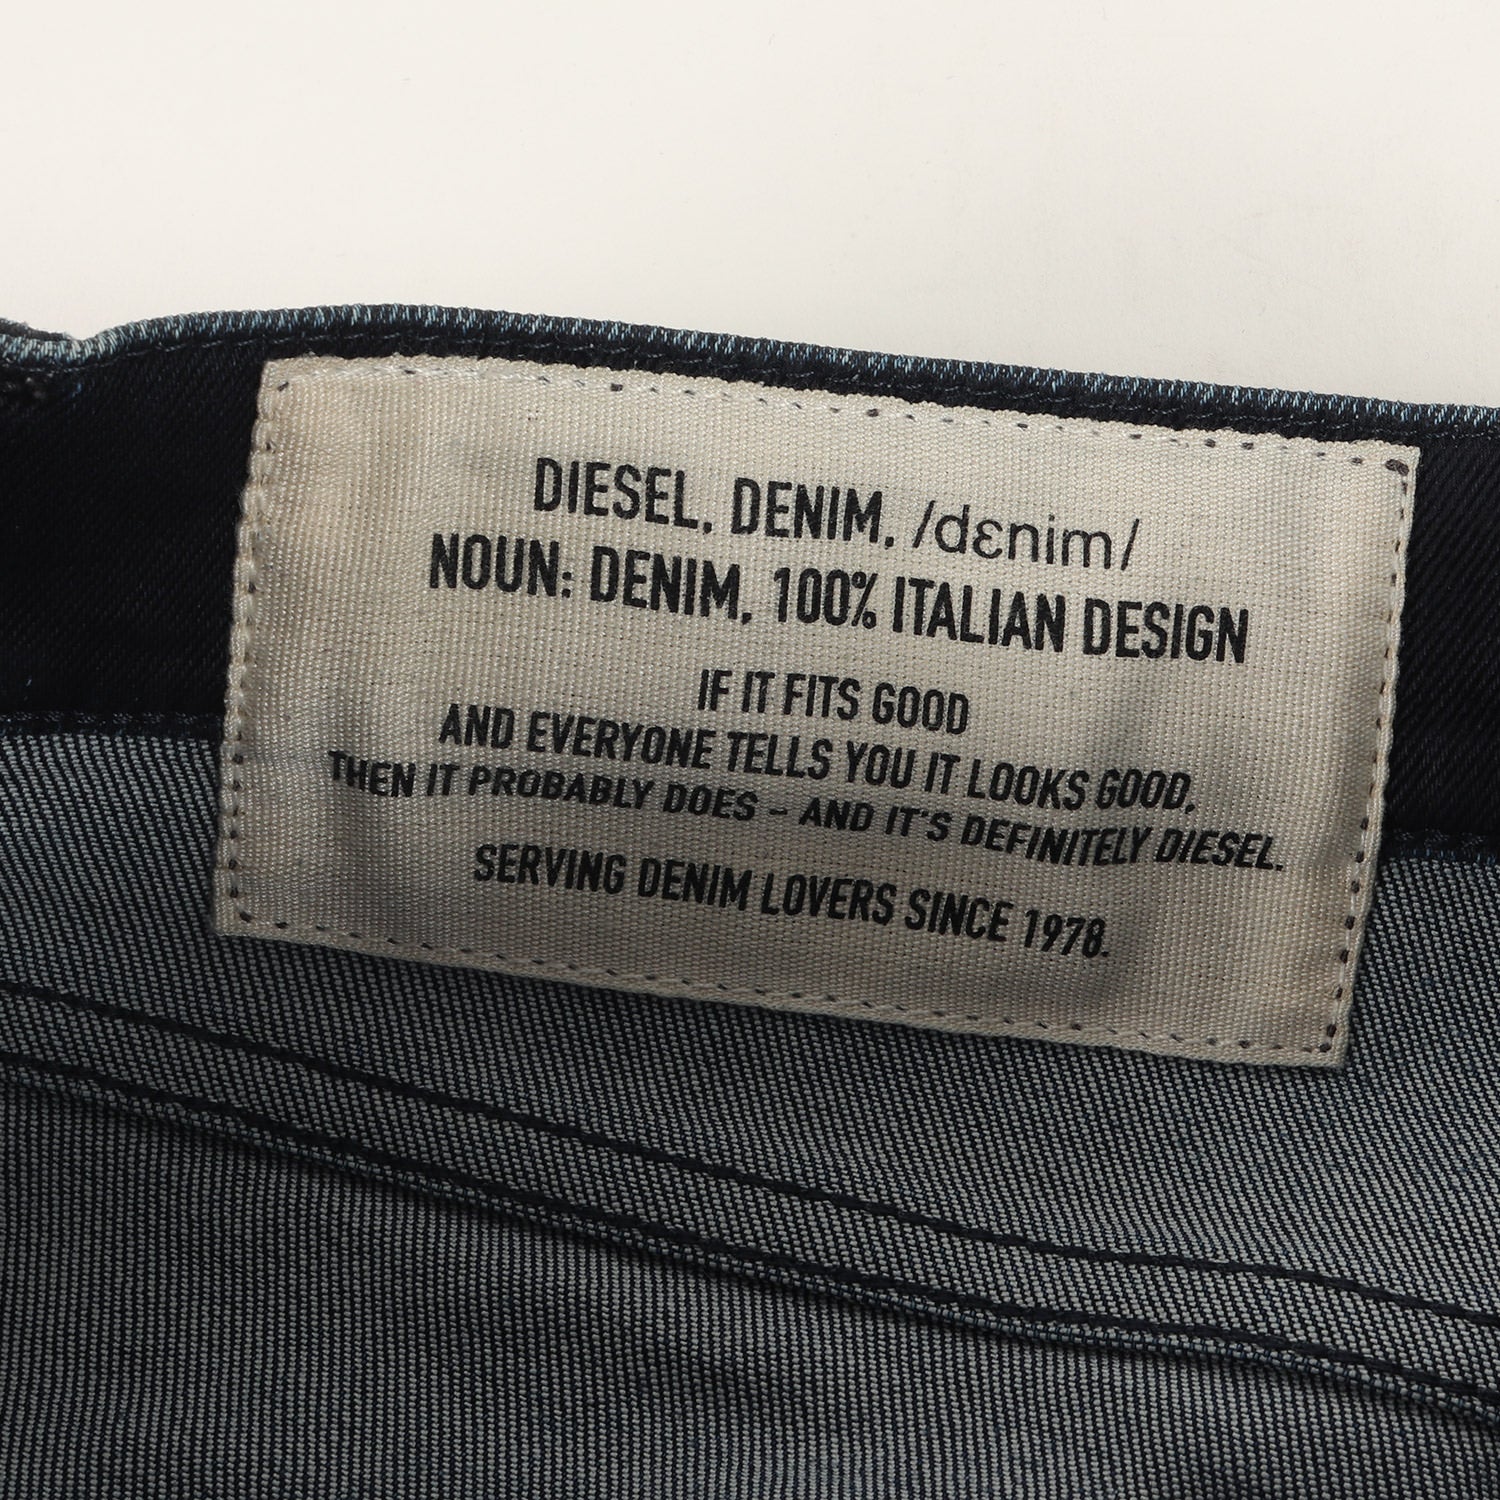 DIESEL, DENIM, /dɛnim/
NOUN: DENIM, 100% ITALIAN DESIGN
IF IT FITS GOOD
AND EVERYONE TELLS YOU IT LOOKS GOOD,
THEN IT PROBABLY DOES – AND IT'S DEFINITELY DIESEL.
SERVING DENIM LOVERS SINCE 1978.